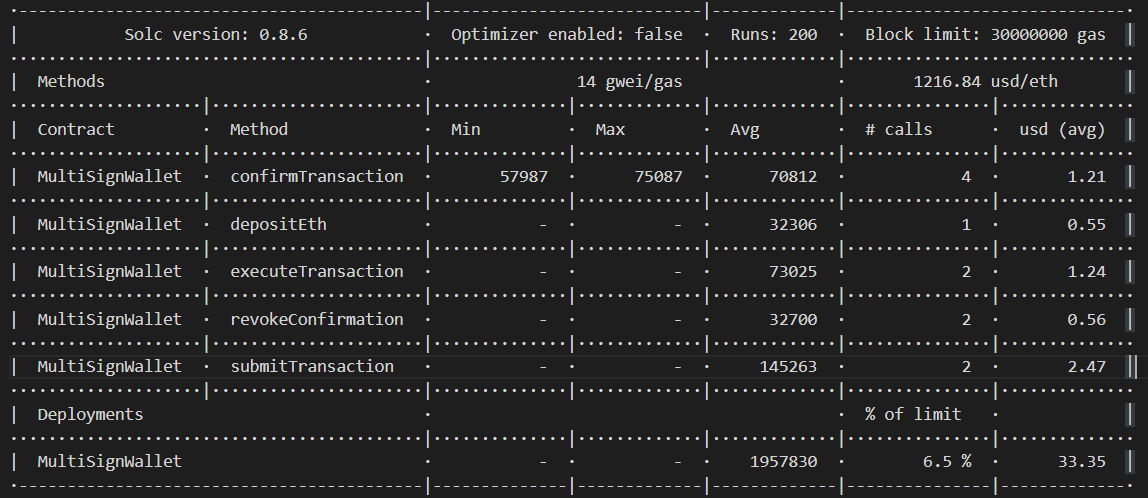 | Solc version: 0.8.6 · Optimizer enabled: false · Runs: 200 · Block limit: 30000000 gas |
| Methods · 14 gwei/gas · 1216.84 usd/eth |
| Contract · Method · Min · Max · Avg · # calls · usd (avg) |
| MultiSignWallet · confirmTransaction · 57987 · 75087 · 70812 · 4 · 1.21 |
| MultiSignWallet · depositEth · - · - · 32306 · 1 · 0.55 |
| MultiSignWallet · executeTransaction · - · - · 73025 · 2 · 1.24 |
| MultiSignWallet · revokeConfirmation · - · - · 32700 · 2 · 0.56 |
| MultiSignWallet · submitTransaction · - · - · 145263 · 2 · 2.47 |
| Deployments · · % of limit · |
| MultiSignWallet · - · - · 1957830 · 6.5 % · 33.35 |